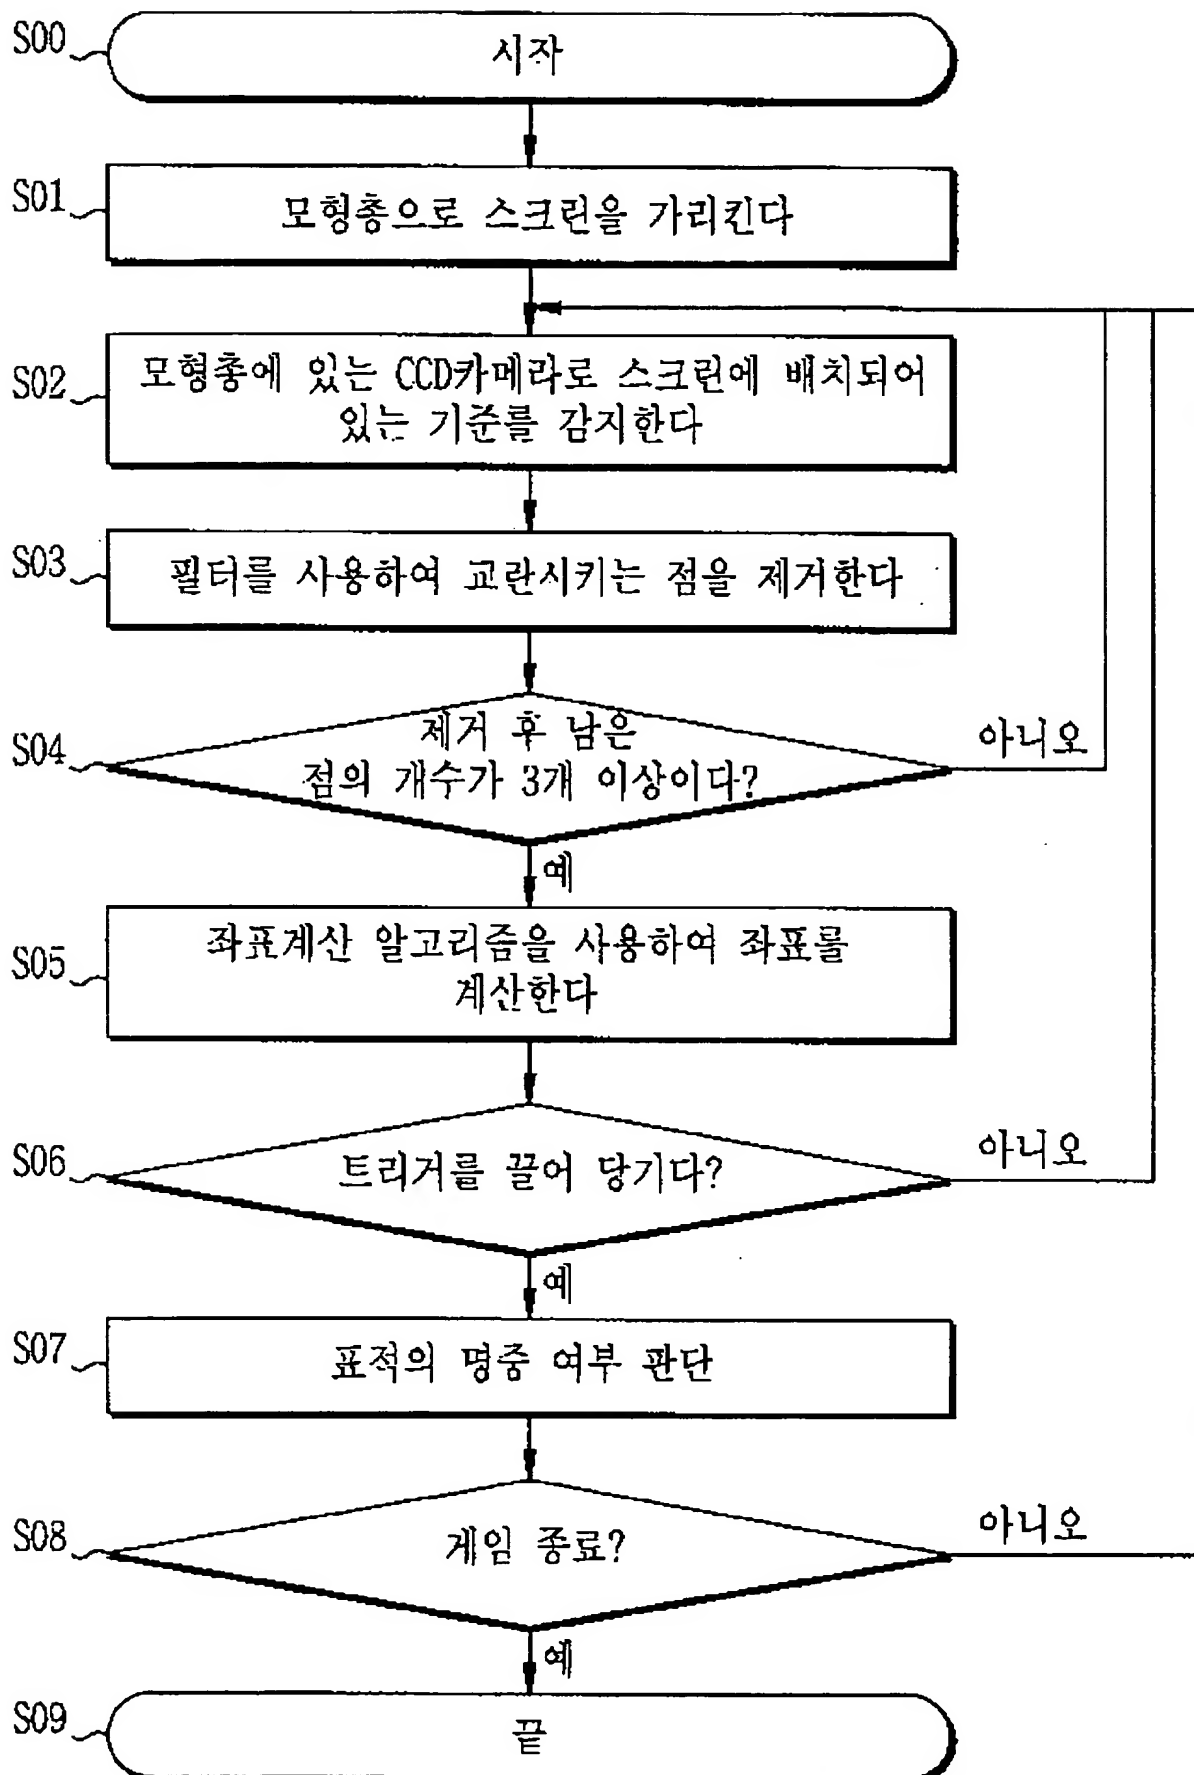 S00
시작
S01
모형총으로 스크린을 가리킨다
S02
모형총에 있는 CCD카메라로 스크린에 배치되어
있는 기준를 감지한다
S03
필터를 사용하여 교란시키는 점을 제거한다
S04
제거 후 남은
점의 개수가 3개 이상이다?
아니오
예
S05
좌표계산 알고리즘을 사용하여 좌표를
계산한다
S06
트리거를 끌어 당기다?
아니오
예
S07
표적의 명중 여부 판단
S08
게임 종료?
아니오
예
S09
끝